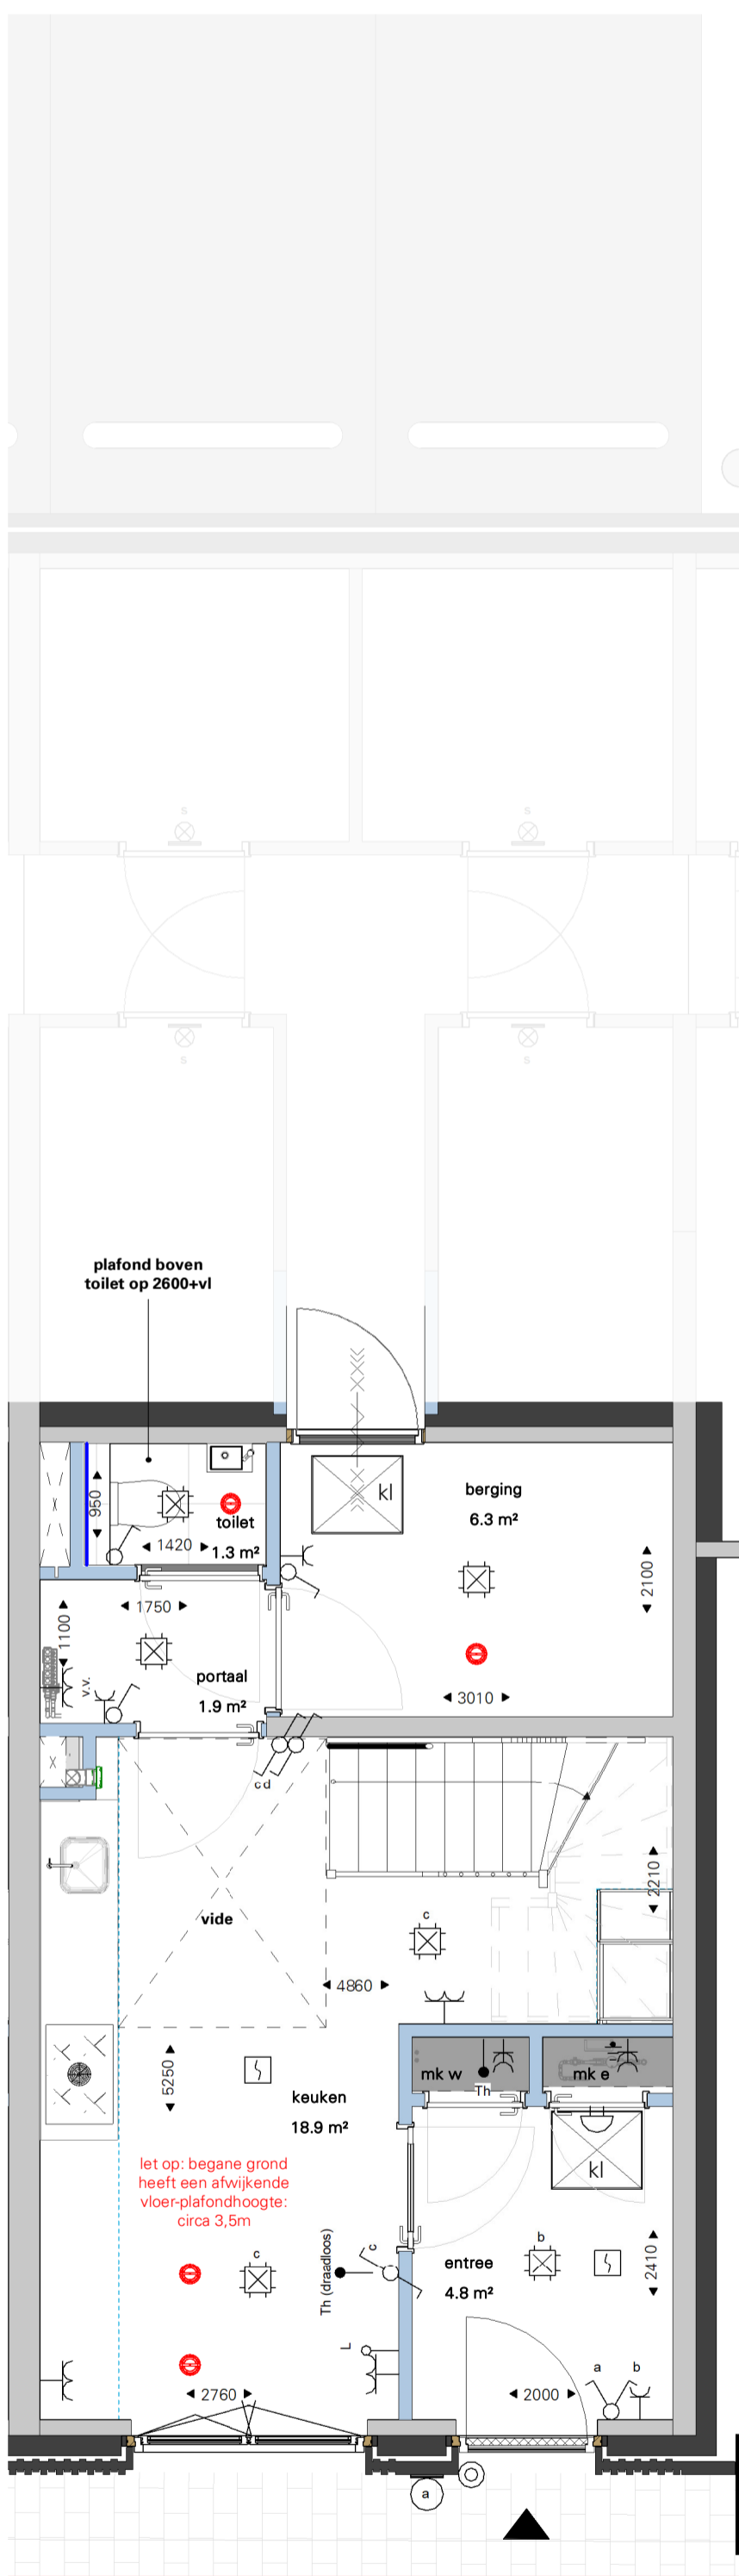 s
s
s
s
plafond boven
toilet op 2600+vl
kl
berging
6.3 m²
950
toilet
1420
1.3 m²
2100
1750
1100
v.v.
portaal
1.9 m²
3010
c d
2210
vide
c
4860
5250
mk w
mk e
Th
keuken
18.9 m²
let op: begane grond
heeft een afwijkende
vloer-plafondhoogte:
circa 3,5m
kl
Th (draadloos)
c
c
b
entree
4.8 m²
2410
L
2760
2000
a
b
a